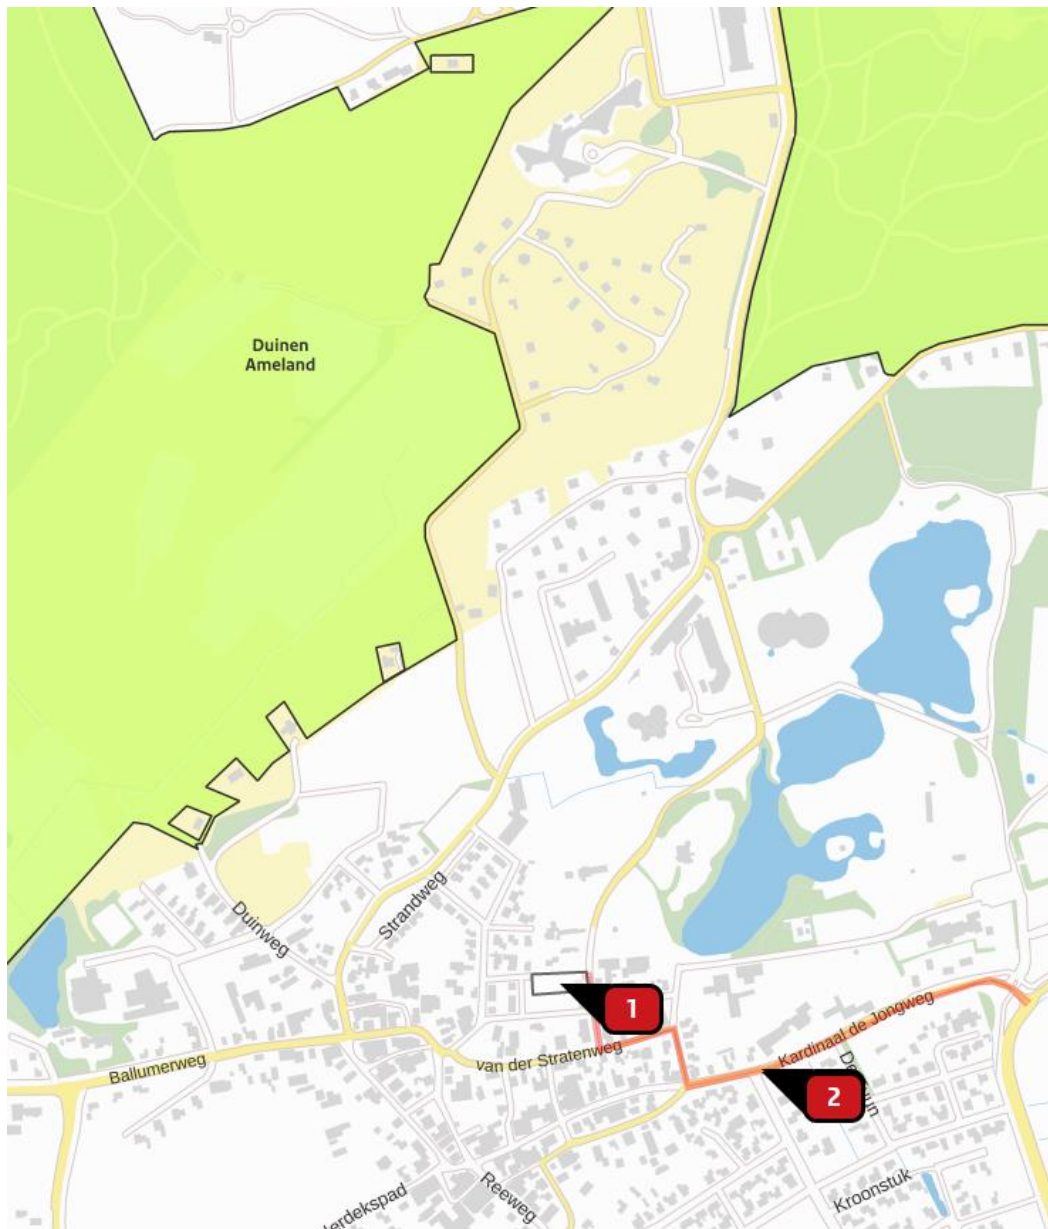 Duinen
Ameland
Strandweg
Duinweg
1
van der Stratenweg
Kardinaal de Jongweg
Ballumerweg
2
Reeweg
Kroonstuk